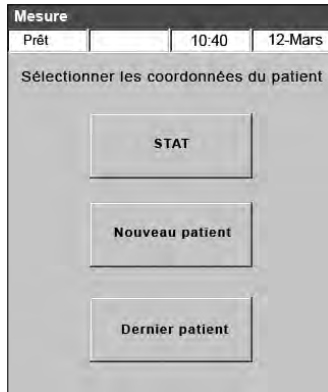 Mesure
Prêt 10:40 12-Mars
Sélectionner les coordonnées du patient
STAT
Nouveau patient
Dernier patient